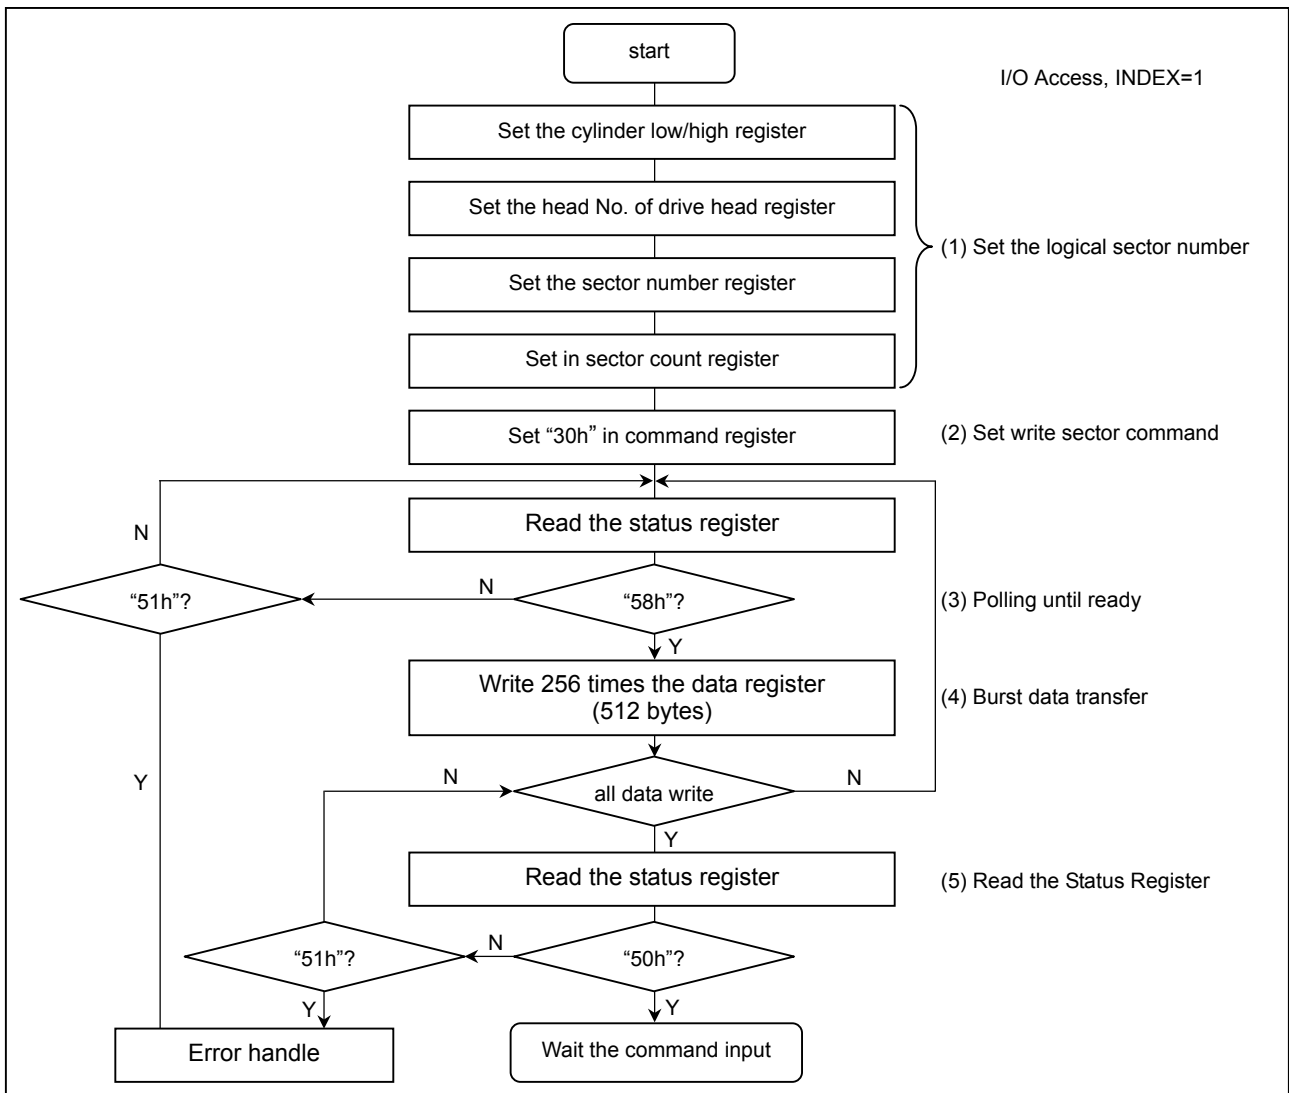 start
I/O Access, INDEX=1
Set the cylinder low/high register
Set the head No. of drive head register
(1) Set the logical sector number
Set the sector number register
Set in sector count register
Set “30h” in command register
(2) Set write sector command
Read the status register
N
“51h”?
N
“58h”?
(3) Polling until ready
Y
Write 256 times the data register
(512 bytes)
(4) Burst data transfer
Y
N
all data write
N
Y
Read the status register
(5) Read the Status Register
“51h”?
N
“50h”?
Y
Y
Error handle
Wait the command input